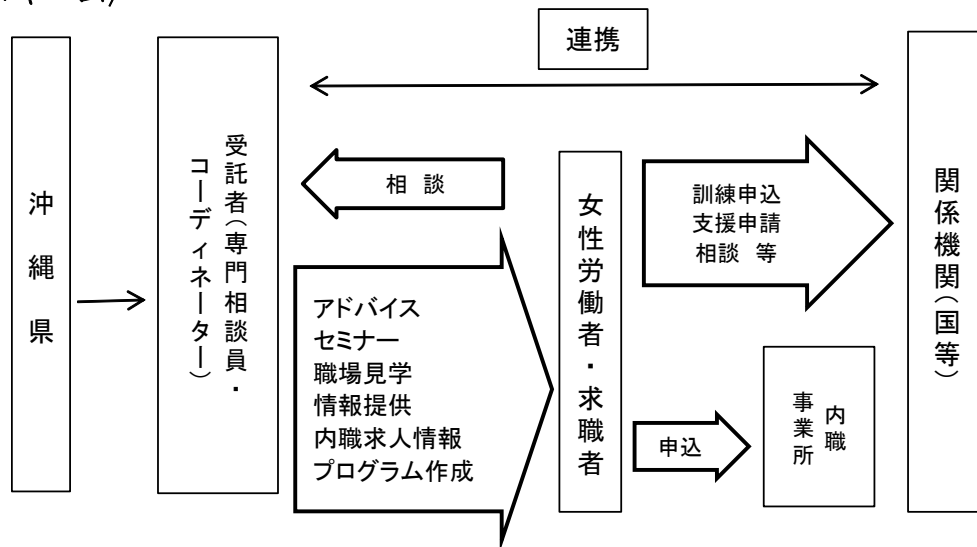 連携
沖縄県
受託者（専門相談員・
コーディネーター）
相 談
アドバイス
セミナー
職場見学
情報提供
内職求人情報
プログラム作成
女性労働者・求職者
訓練申込
支援申請
相談 等
申込
内職
事業所
関係機関（国等）